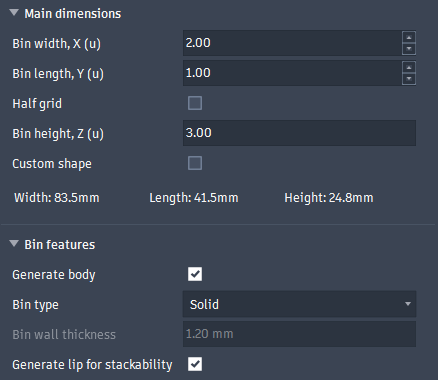 Main dimensions
Bin width, X (u) 2.00
Bin length, Y (u) 1.00
Half grid
Bin height, Z (u) 3.00
Custom shape
Width: 83.5mm Length: 41.5mm Height: 24.8mm
Bin features
Generate body
Bin type Solid
Bin wall thickness 1.20 mm
Generate lip for stackability